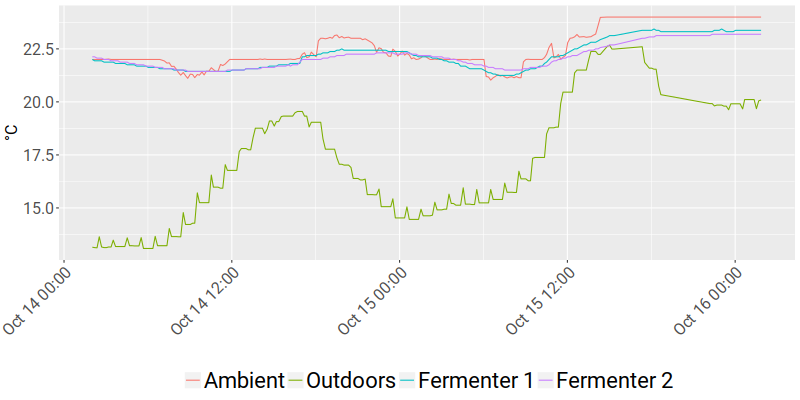 °C
22.5
20.0
17.5
15.0
Oct 14 00:00
Oct 14 12:00
Oct 15 00:00
Oct 15 12:00
Oct 16 00:00
Ambient Outdoors Fermenter 1 Fermenter 2